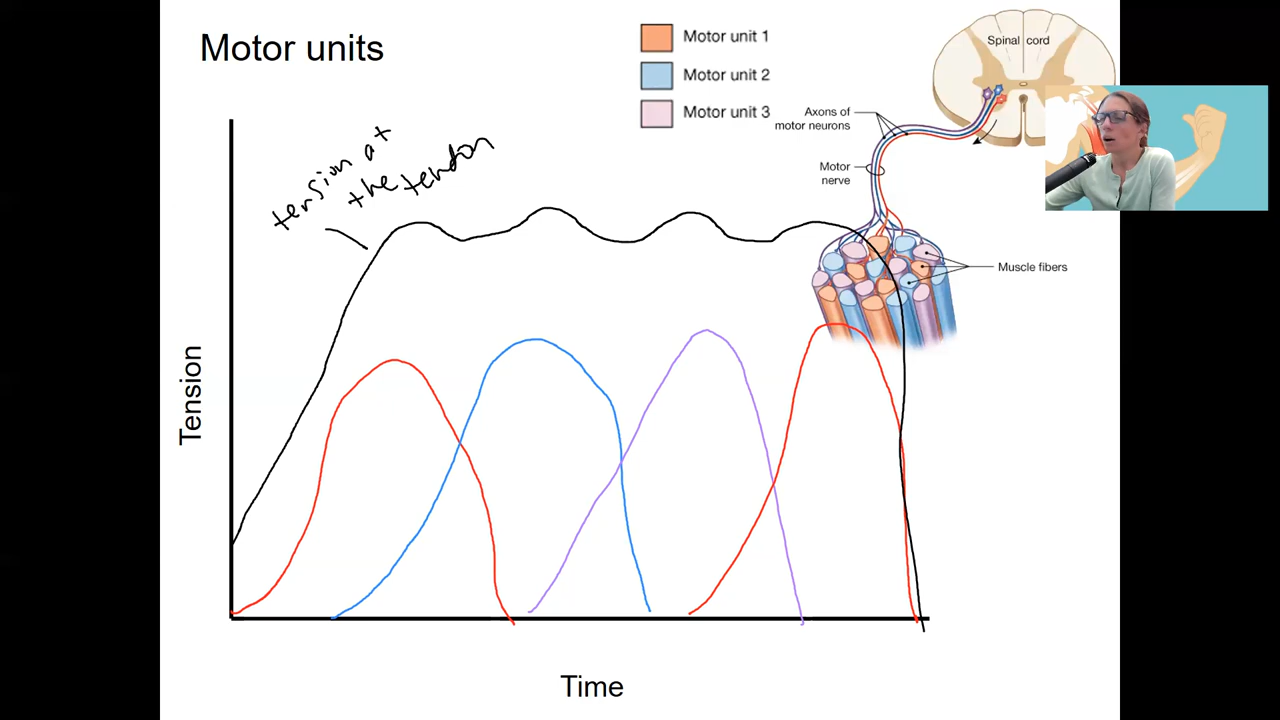 Motor units
Motor unit 1
Motor unit 2
Motor unit 3
Spinal cord
Axons of
motor neurons
Motor
nerve
Muscle fibers
tension at
the tendon
Tension
Time